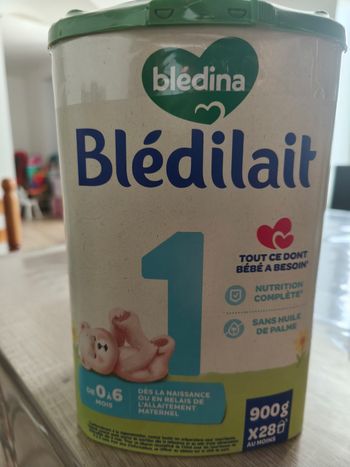 blédina
Blédilait
1
TOUT CE DONT
BÉBÉ A BESOIN*
NUTRITION
COMPLÈTE*
SANS HUILE
DE PALME
DE 0 À 6
MOIS
DÈS LA NAISSANCE
OU EN RELAIS DE
L'ALLAITEMENT
MATERNEL
900g
X28
AU MOINS